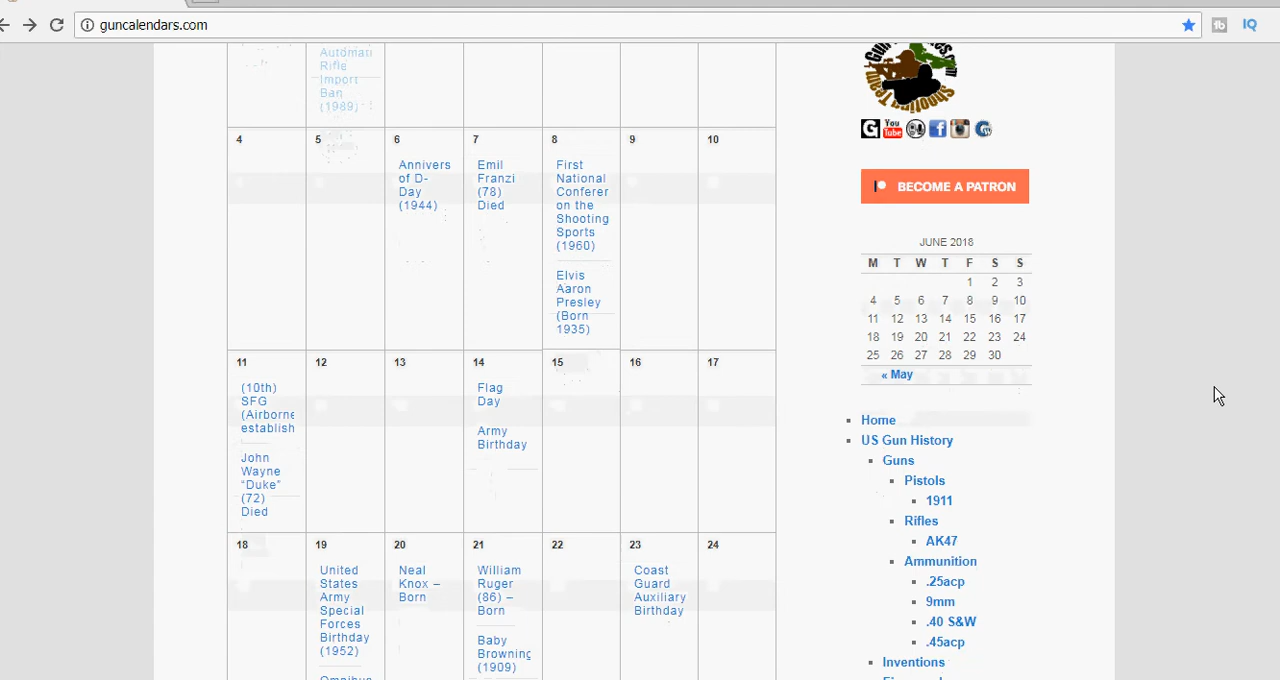 guncalendars.com
Automati
Rifle
Import
Ban
(1989)
4 5 6 7 8 9 10
Annivers
of D-
Day
(1944)
Emil
Franzi
(78)
Died
First
National
Conferer
on the
Shooting
Sports
(1960)
Elvis
Aaron
Presley
(Born
1935)
11 12 13 14 15 16 17
(10th)
SFG
(Airborne
establish
John
Wayne
“Duke”
(72)
Died
Flag
Day
Army
Birthday
18 19 20 21 22 23 24
United
States
Army
Special
Forces
Birthday
(1952)
Omnibus
Neal
Knox –
Born
William
Ruger
(86) –
Born
Baby
Browning
(1909)
Coast
Guard
Auxiliary
Birthday
Shooting Team
You
Tube
BECOME A PATRON
JUNE 2018
M T W T F S S
1 2 3
4 5 6 7 8 9 10
11 12 13 14 15 16 17
18 19 20 21 22 23 24
25 26 27 28 29 30
« May
Home
US Gun History
Guns
Pistols
1911
Rifles
AK47
Ammunition
.25acp
9mm
.40 S&W
.45acp
Inventions